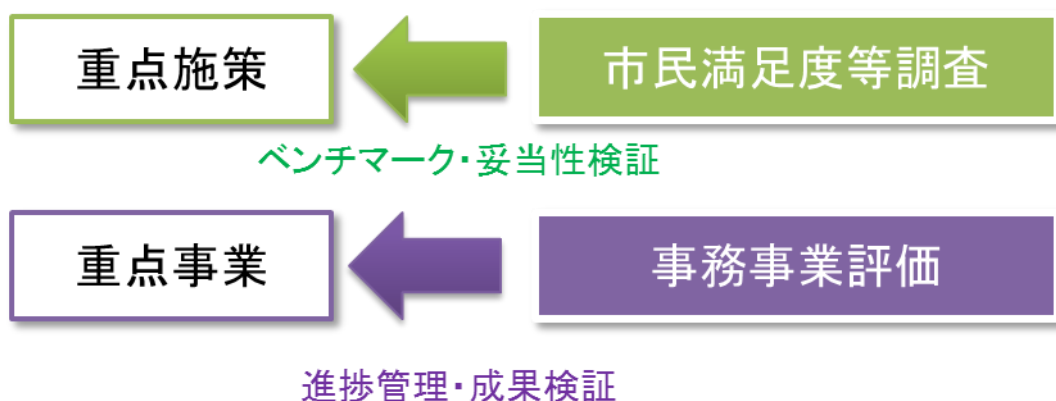 重点施策
市民満足度等調査
ベンチマーク・妥当性検証
重点事業
事務事業評価
進捗管理・成果検証